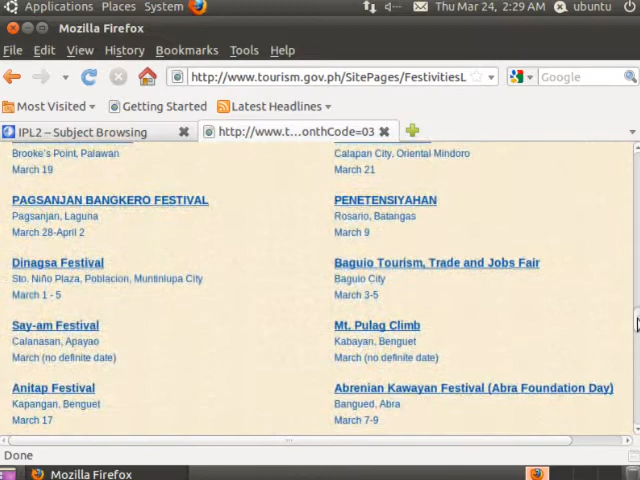 Applications Places System
Thu Mar 24, 2:29 AM ubuntu
Mozilla Firefox
File Edit View History Bookmarks Tools Help
http://www.tourism.gov.ph/SitePages/FestivitiesL
Google
Most Visited Getting Started Latest Headlines
IPL2 – Subject Browsing
http://www.t...onthCode=03
Brooke's Point, Palawan
March 19
Calapan City, Oriental Mindoro
March 21
PAGSANJAN BANGKERO FESTIVAL
Pagsanjan, Laguna
March 28-April 2
PENETENSIYAHAN
Rosario, Batangas
March 9
Dinagsa Festival
Sto. Niño Plaza, Poblacion, Muntinlupa City
March 1 - 5
Baguio Tourism, Trade and Jobs Fair
Baguio City
March 3-5
Say-am Festival
Calanasan, Apayao
March (no definite date)
Mt. Pulag Climb
Kabayan, Benguet
March (no definite date)
Anitap Festival
Kapangan, Benguet
March 17
Abrenian Kawayan Festival (Abra Foundation Day)
Bangued, Abra
March 7-9
Done
Mozilla Firefox